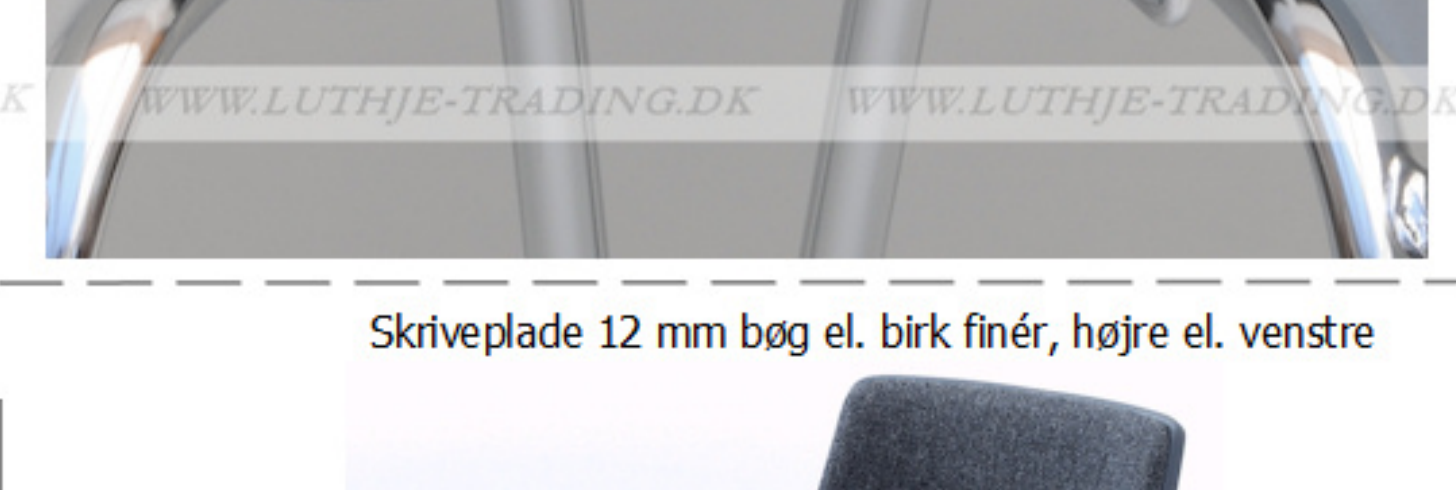 K WWW.LUTHJE-TRADING.DK WWW.LUTHJE-TRADING.DK
Skriveplade 12 mm bøg el. birk finér, højre el. venstre